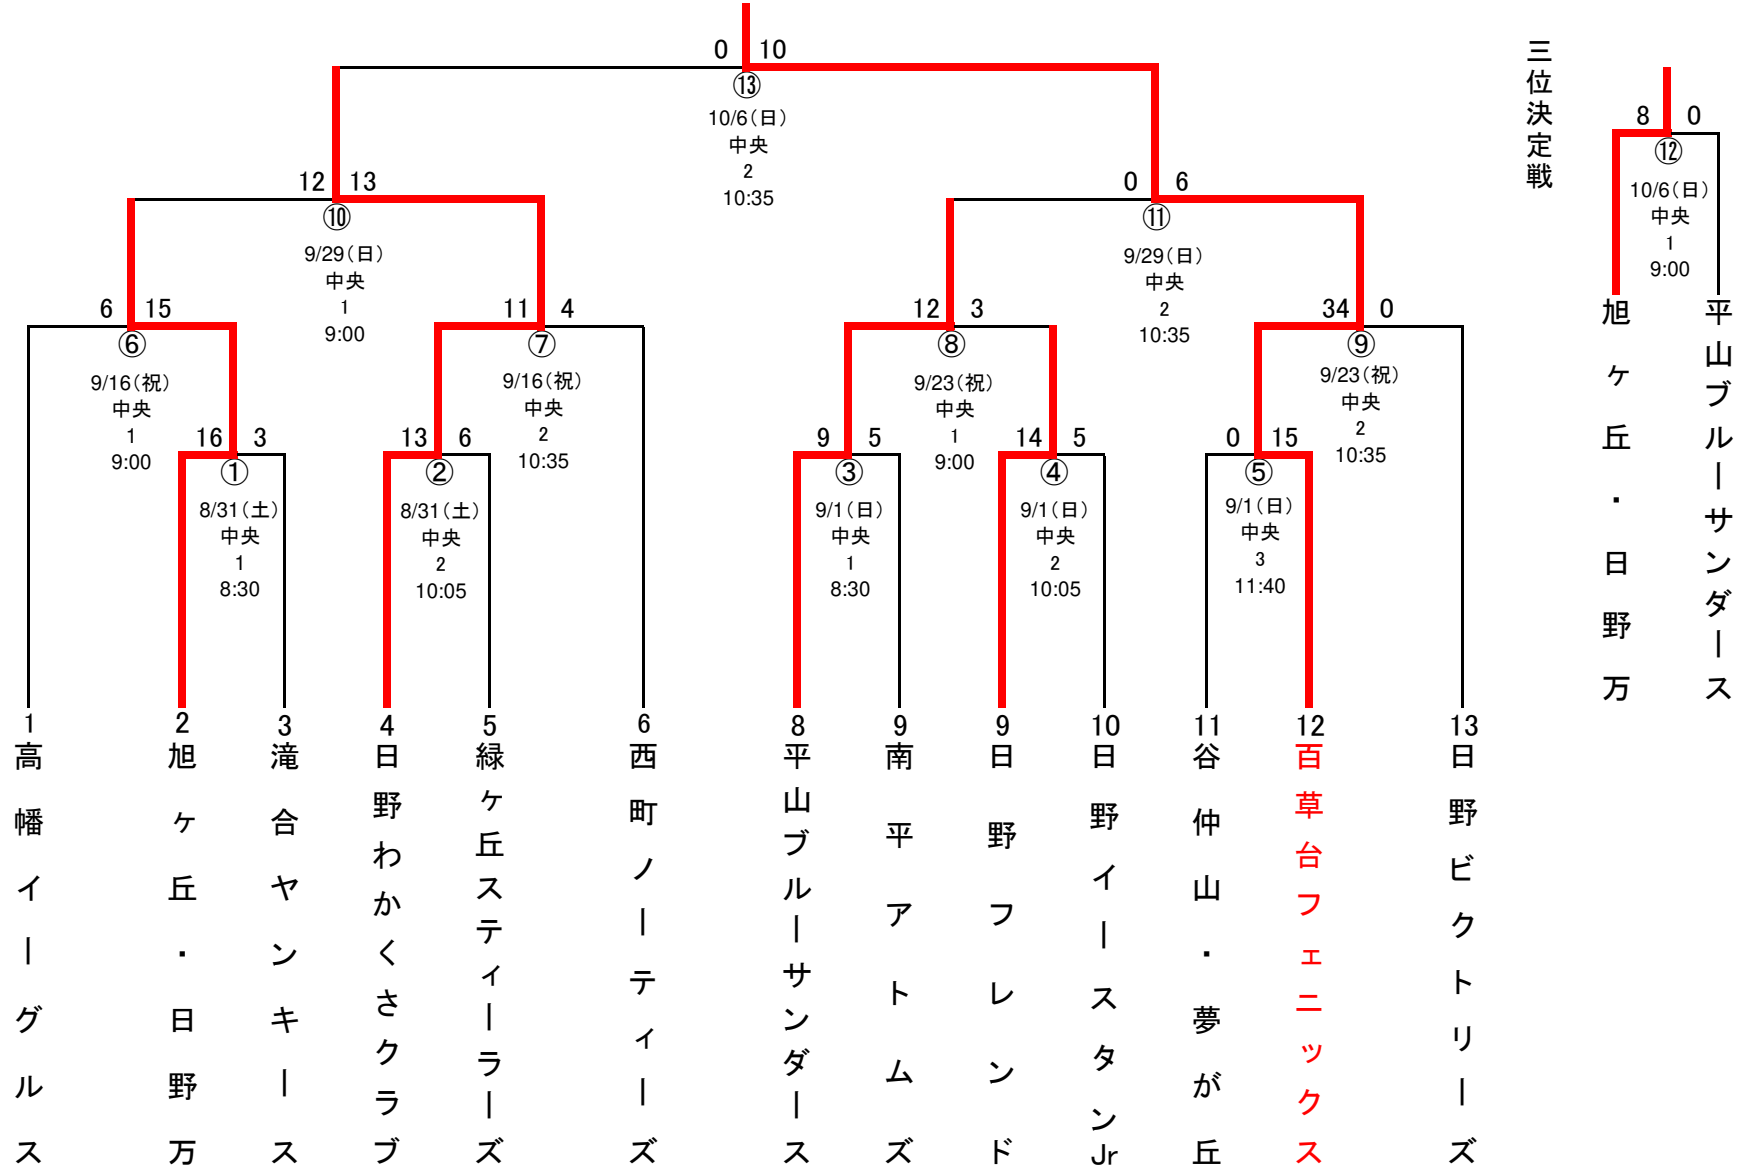 0 10
⑬
10/6(日)
中央
2
10:35
三位決定戦
8 0
⑫
10/6(日)
中央
1
9:00
旭ヶ丘・日野万
平山ブルーサンダース
12 13
⑩
9/29(日)
中央
1
9:00
0 6
⑪
9/29(日)
中央
2
10:35
6 15
⑥
9/16(祝)
中央
1
9:00
11 4
⑦
9/16(祝)
中央
2
10:35
12 3
⑧
9/23(祝)
中央
1
9:00
34 0
⑨
9/23(祝)
中央
2
10:35
16 3
①
8/31(土)
中央
1
8:30
13 6
②
8/31(土)
中央
2
10:05
9 5
③
9/1(日)
中央
1
8:30
14 5
④
9/1(日)
中央
2
10:05
0 15
⑤
9/1(日)
中央
3
11:40
1
高幡イーグルス
2
旭ヶ丘・日野万
3
滝合ヤンキース
4
日野わかくさクラブ
5
緑ヶ丘スティーラーズ
6
西町ノーティーズ
8
平山ブルーサンダース
9
南平アトムズ
9
日野フレンド
10
日野イースタンJr
11
谷仲山・夢が丘
12
百草台フェニックス
13
日野ビクトリーズ